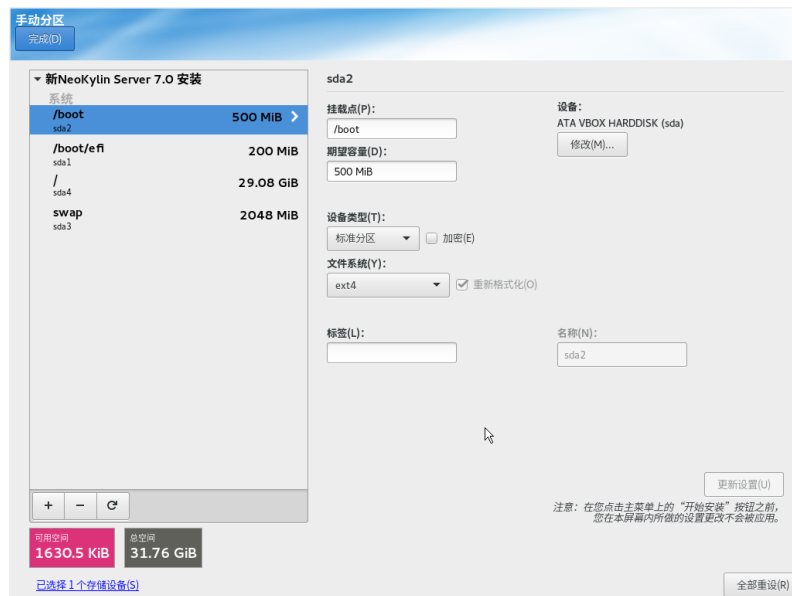 手动分区
完成(D)
新NeoKylin Server 7.0 安装
系统
/boot
500 MiB
sda2
/boot/efi
200 MiB
sda1
/
29.08 GiB
sda4
swap
2048 MiB
sda3
+ −
可用空间
1630.5 KiB
总空间
31.76 GiB
已选择 1 个存储设备(S)
sda2
挂载点(P):
/boot
期望容量(D):
500 MiB
设备:
ATA VBOX HARDDISK (sda)
修改(M)...
设备类型(T):
标准分区
加密(E)
文件系统(Y):
ext4
重新格式化(O)
标签(L):
名称(N):
sda2
更新设置(U)
注意：在您点击主菜单上的“开始安装”按钮之前，
您在本屏幕内所做的设置更改不会被应用。
全部重设(R)